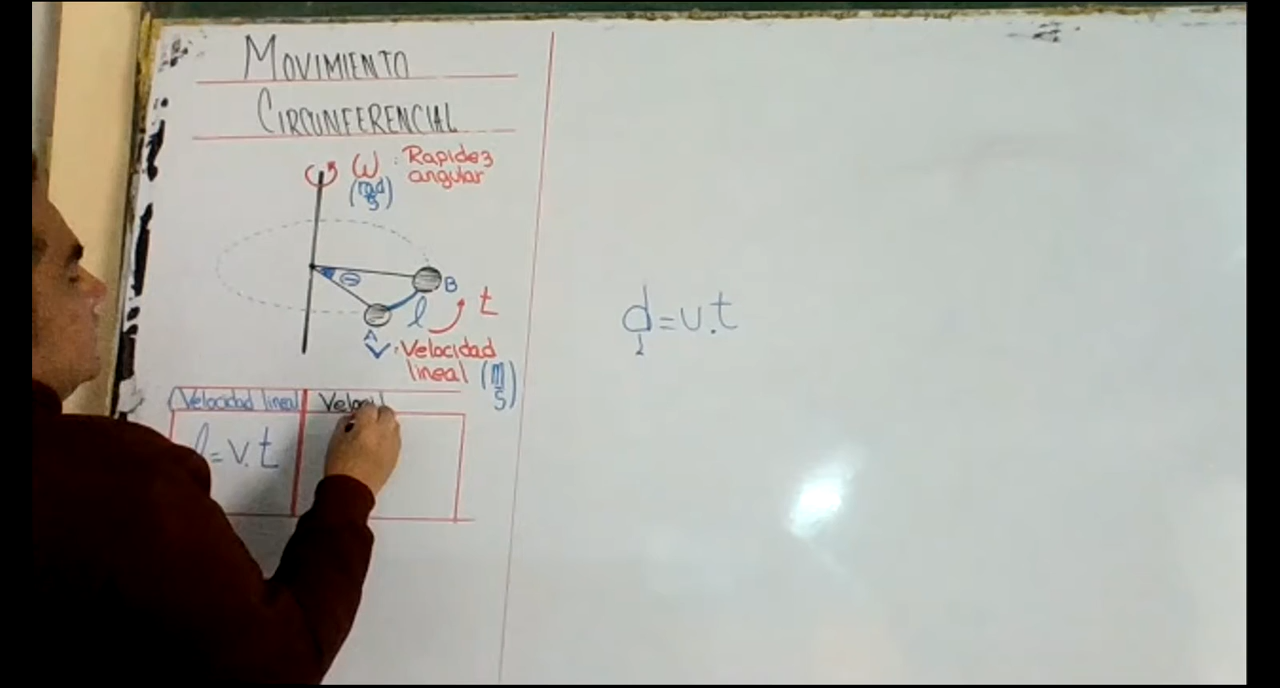 MOVIMIENTO
CIRCUNFERENCIAL
ω : Rapidez
angular
(rad/s)
θ
B
l
t
A
v : Velocidad
lineal (m/s)
Velocidad lineal
l = v.t
d = v.t